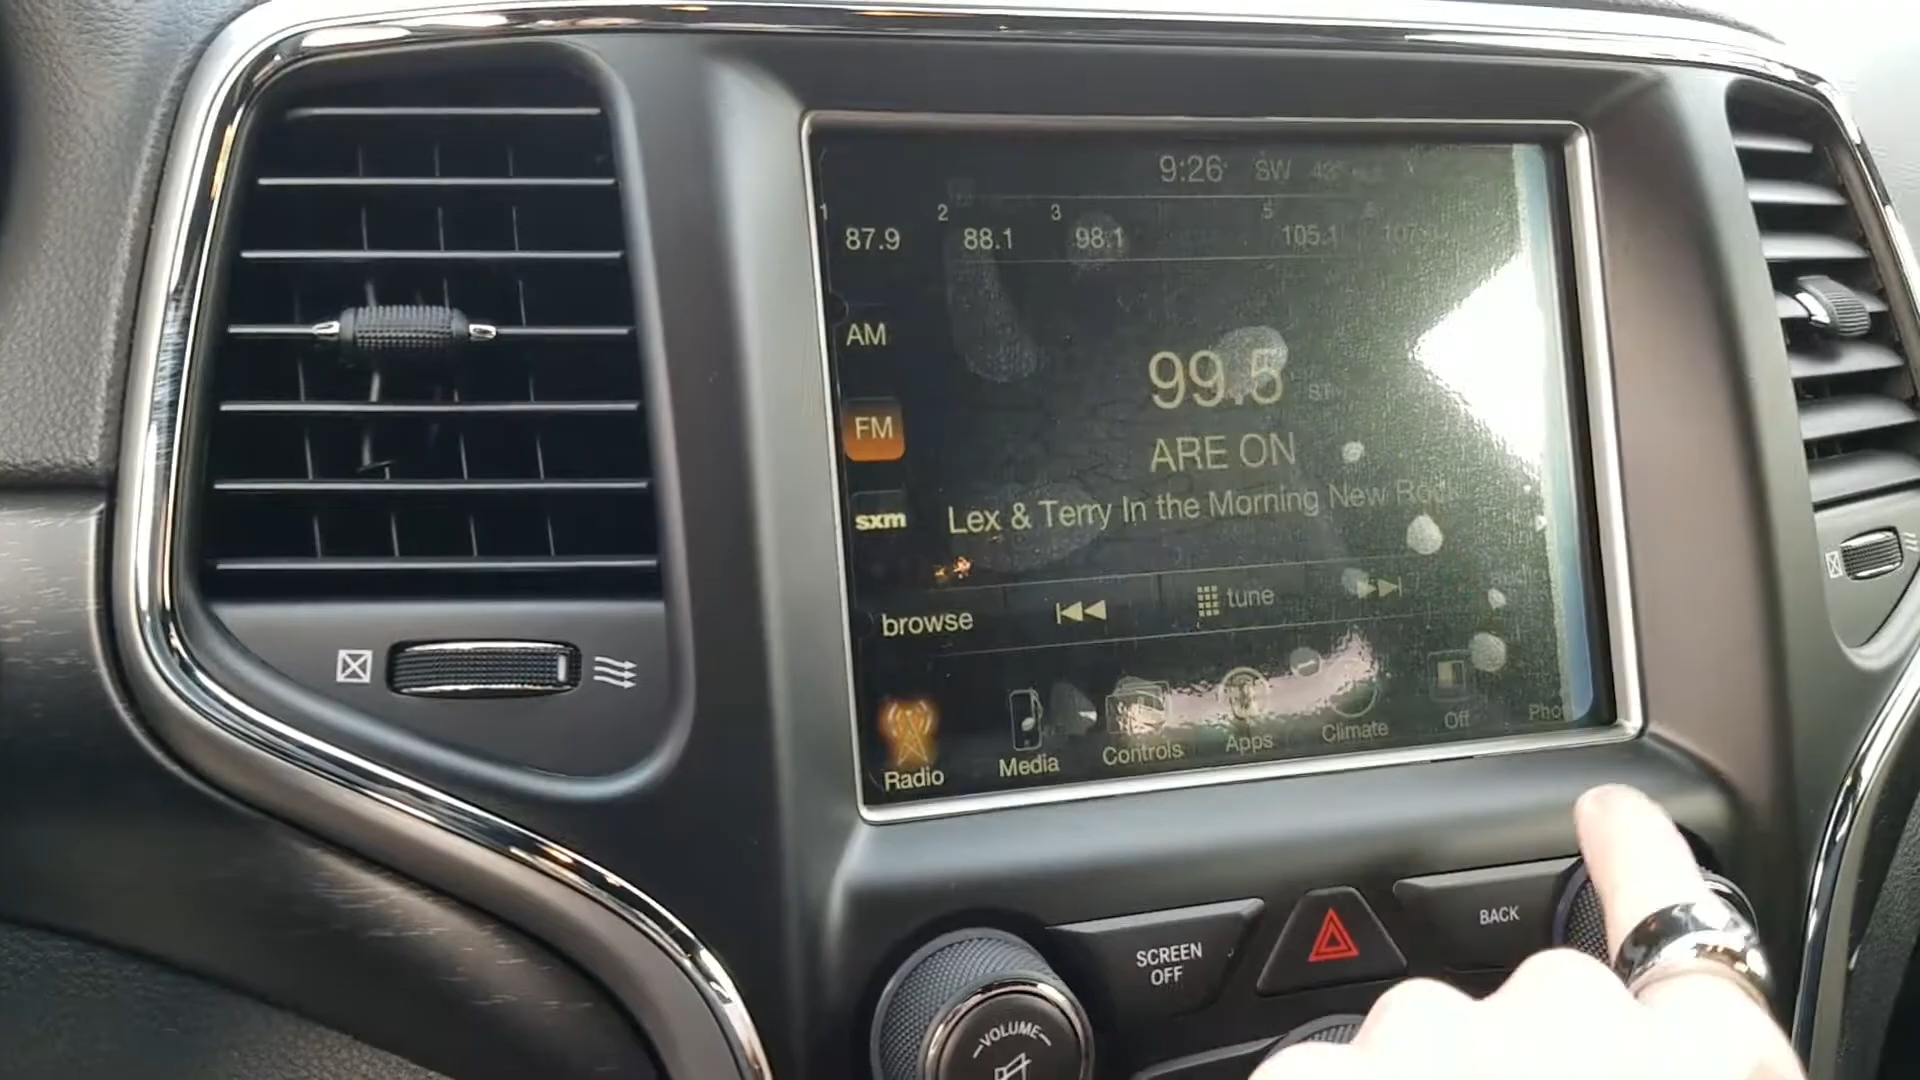 9:26 SW 43°
1 2 3 5
87.9 88.1 98.1 105.1
AM
99.5
FM
ARE ON
sxm
Lex & Terry In the Morning New Rock
browse
tune
Radio Media Controls Apps Climate Off Pho
SCREEN
OFF
BACK
VOLUME